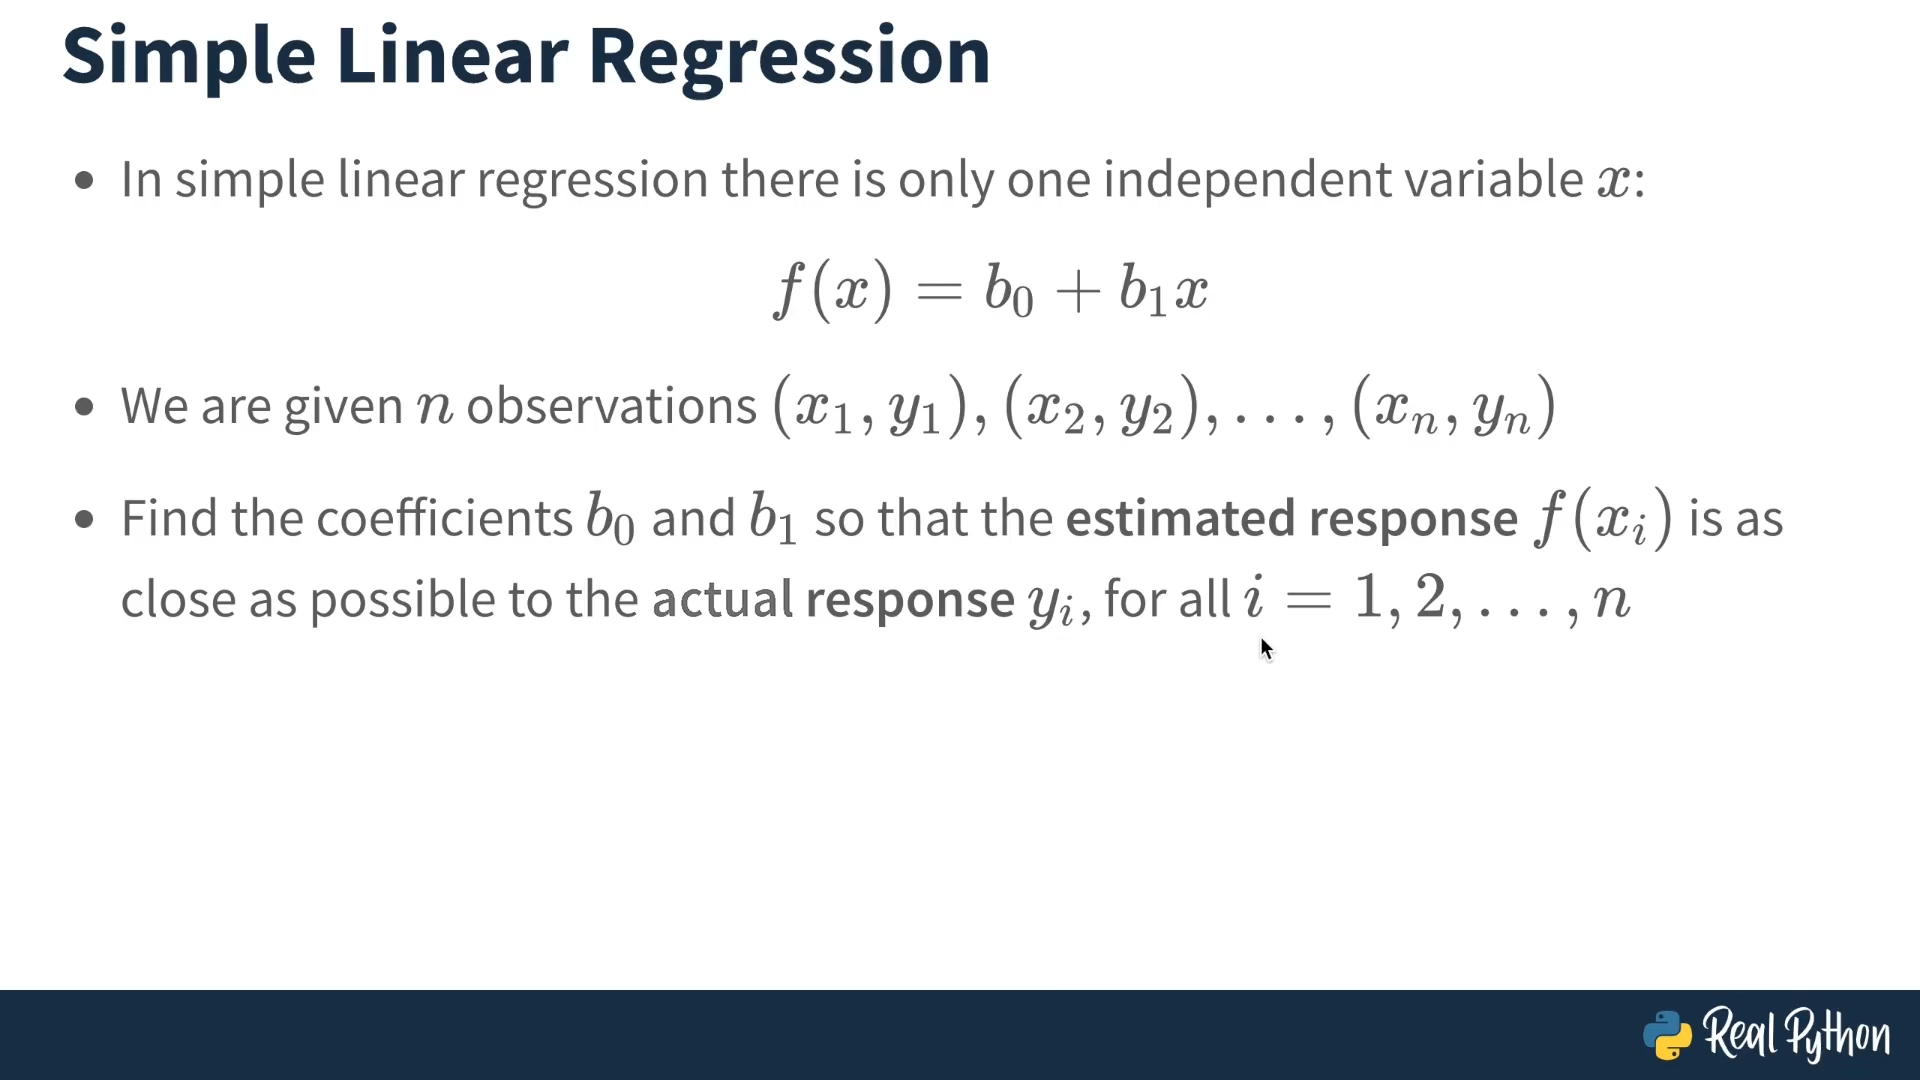 Simple Linear Regression
• In simple linear regression there is only one independent variable x:
f(x) = b₀ + b₁x
• We are given n observations (x₁, y₁), (x₂, y₂), . . . , (xₙ, yₙ)
• Find the coefficients b₀ and b₁ so that the estimated response f(xᵢ) is as
close as possible to the actual response yᵢ, for all i = 1, 2, . . . , n
Real Python